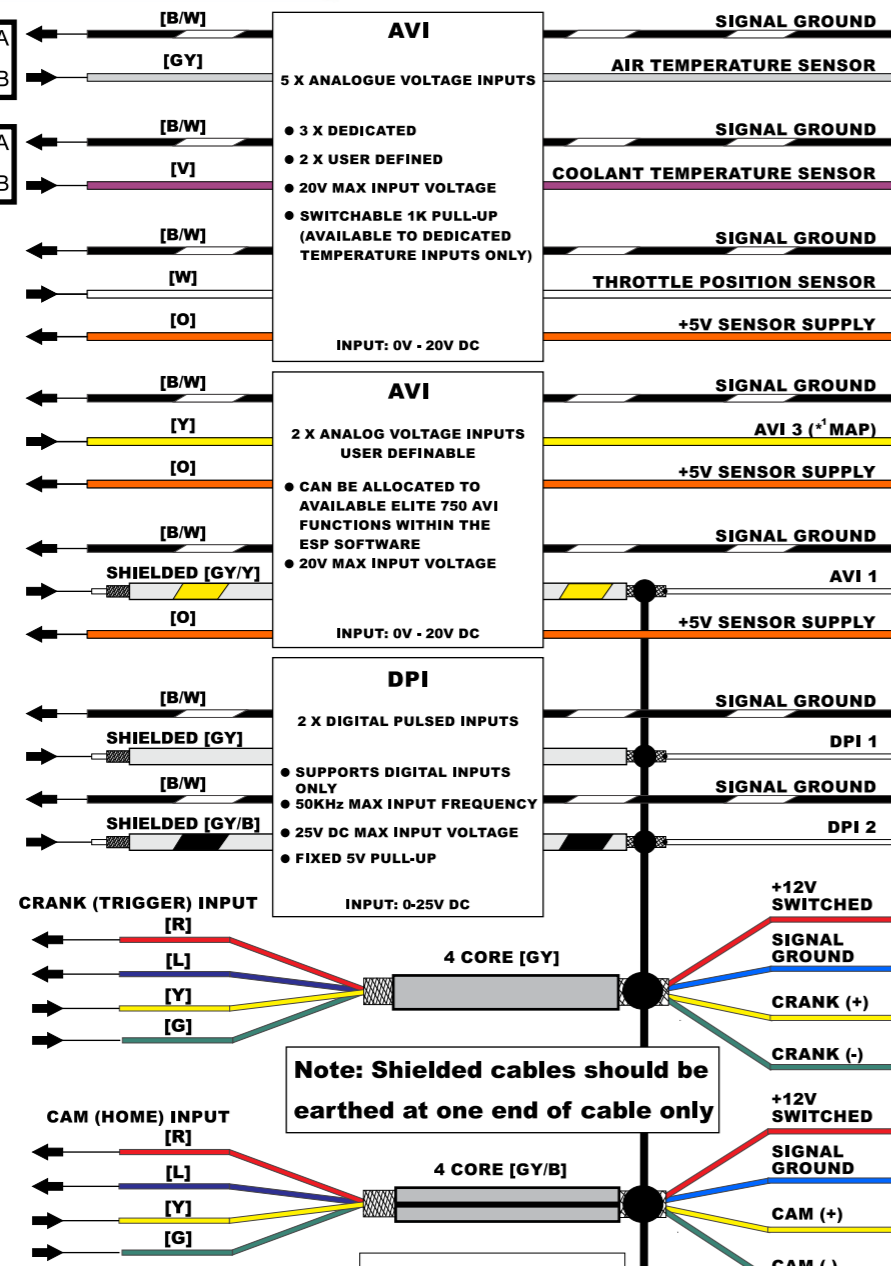 A
[B/W]
AVI
SIGNAL GROUND
B
[GY]
AIR TEMPERATURE SENSOR
5 X ANALOGUE VOLTAGE INPUTS
A
[B/W]
● 3 X DEDICATED
SIGNAL GROUND
B
[V]
● 2 X USER DEFINED
COOLANT TEMPERATURE SENSOR
● 20V MAX INPUT VOLTAGE
● SWITCHABLE 1K PULL-UP
(AVAILABLE TO DEDICATED
TEMPERATURE INPUTS ONLY)
[B/W]
SIGNAL GROUND
[W]
THROTTLE POSITION SENSOR
[O]
+5V SENSOR SUPPLY
INPUT: 0V - 20V DC
[B/W]
AVI
SIGNAL GROUND
[Y]
2 X ANALOG VOLTAGE INPUTS
USER DEFINABLE
AVI 3 (*1 MAP)
[O]
+5V SENSOR SUPPLY
● CAN BE ALLOCATED TO
AVAILABLE ELITE 750 AVI
FUNCTIONS WITHIN THE
ESP SOFTWARE
● 20V MAX INPUT VOLTAGE
[B/W]
SIGNAL GROUND
SHIELDED [GY/Y]
AVI 1
[O]
+5V SENSOR SUPPLY
INPUT: 0V - 20V DC
DPI
[B/W]
SIGNAL GROUND
2 X DIGITAL PULSED INPUTS
SHIELDED [GY]
DPI 1
● SUPPORTS DIGITAL INPUTS
ONLY
[B/W]
SIGNAL GROUND
● 50KHz MAX INPUT FREQUENCY
SHIELDED [GY/B]
DPI 2
● 25V DC MAX INPUT VOLTAGE
● FIXED 5V PULL-UP
INPUT: 0-25V DC
CRANK (TRIGGER) INPUT
[R]
[L]
[Y]
[G]
4 CORE [GY]
+12V
SWITCHED
SIGNAL
GROUND
CRANK (+)
CRANK (-)
Note: Shielded cables should be
earthed at one end of cable only
CAM (HOME) INPUT
[R]
[L]
[Y]
[G]
4 CORE [GY/B]
+12V
SWITCHED
SIGNAL
GROUND
CAM (+)
CAM (-)